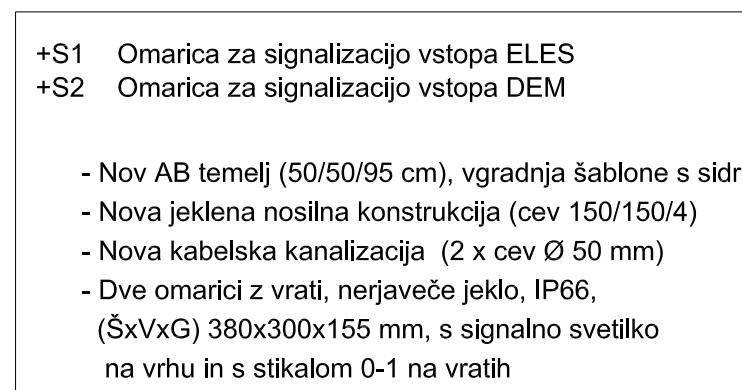 +S1 Omarica za signalizacijo vstopa ELES
+S2 Omarica za signalizacijo vstopa DEM
- Nov AB temelj (50/50/95 cm), vgradnja šablone s sidr
- Nova jeklena nosilna konstrukcija (cev 150/150/4)
- Nova kabelska kanalizacija (2 x cev Ø 50 mm)
- Dve omarici z vrati, nerjaveče jeklo, IP66,
(ŠxVxG) 380x300x155 mm, s signalno svetilko
na vrhu in s stikalom 0-1 na vratih